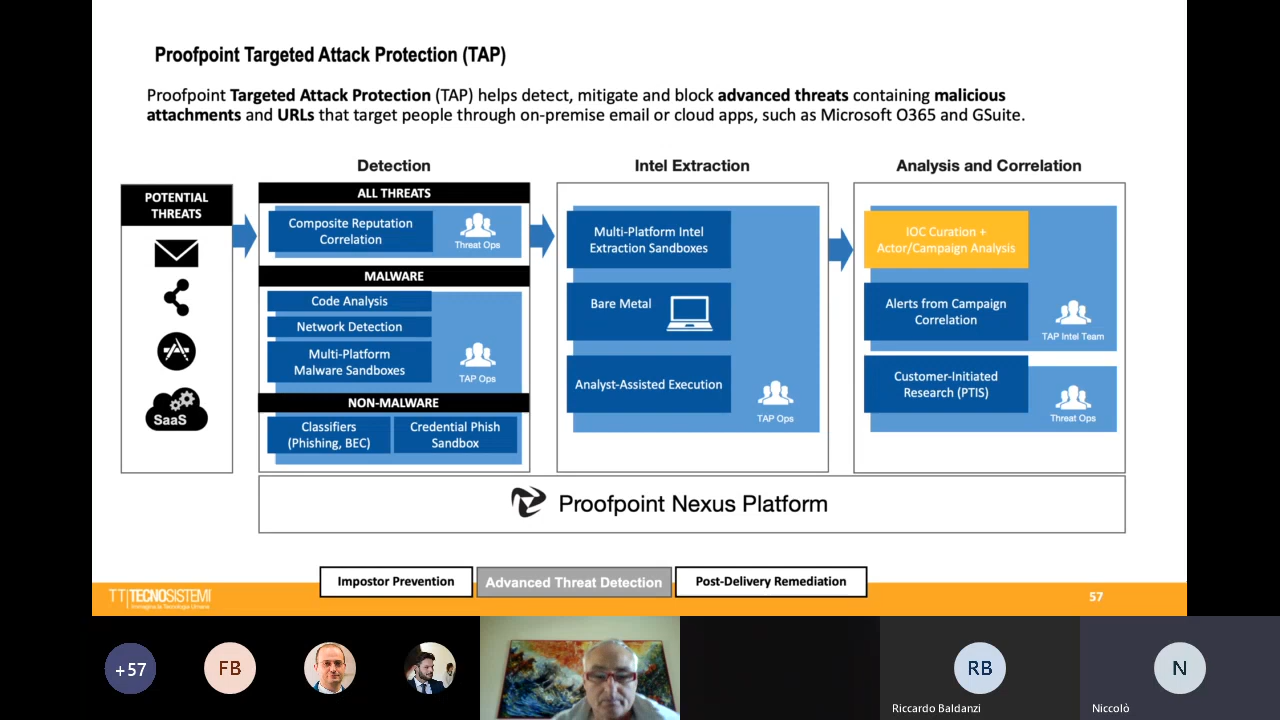 Proofpoint Targeted Attack Protection (TAP)
Proofpoint Targeted Attack Protection (TAP) helps detect, mitigate and block advanced threats containing malicious
attachments and URLs that target people through on-premise email or cloud apps, such as Microsoft O365 and GSuite.
Detection
Intel Extraction
Analysis and Correlation
POTENTIAL
THREATS
SaaS
ALL THREATS
Composite Reputation
Correlation
Threat Ops
MALWARE
Code Analysis
Network Detection
Multi-Platform
Malware Sandboxes
TAP Ops
NON-MALWARE
Classifiers
(Phishing, BEC)
Credential Phish
Sandbox
Multi-Platform Intel
Extraction Sandboxes
Bare Metal
Analyst-Assisted Execution
TAP Ops
IOC Curation +
Actor/Campaign Analysis
Alerts from Campaign
Correlation
TAP Intel Team
Customer-Initiated
Research (PTIS)
Threat Ops
Proofpoint Nexus Platform
Impostor Prevention
Advanced Threat Detection
Post-Delivery Remediation
TT TECNOSISTEMI
Immagina la Tecnologia Umana
57
+57
FB
RB
N
Riccardo Baldanzi
Niccolò